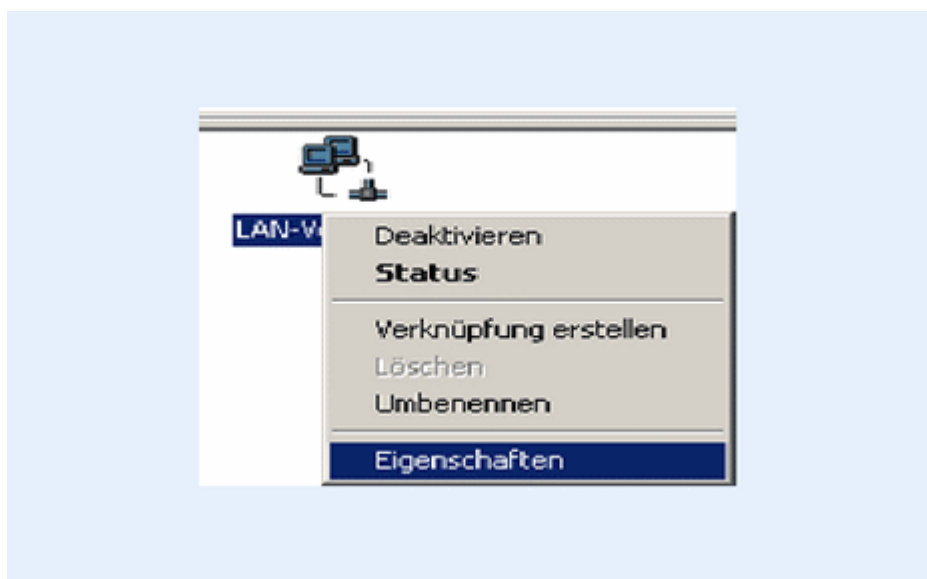 LAN-V
Deaktivieren
Status
Verknüpfung erstellen
Löschen
Umbenennen
Eigenschaften